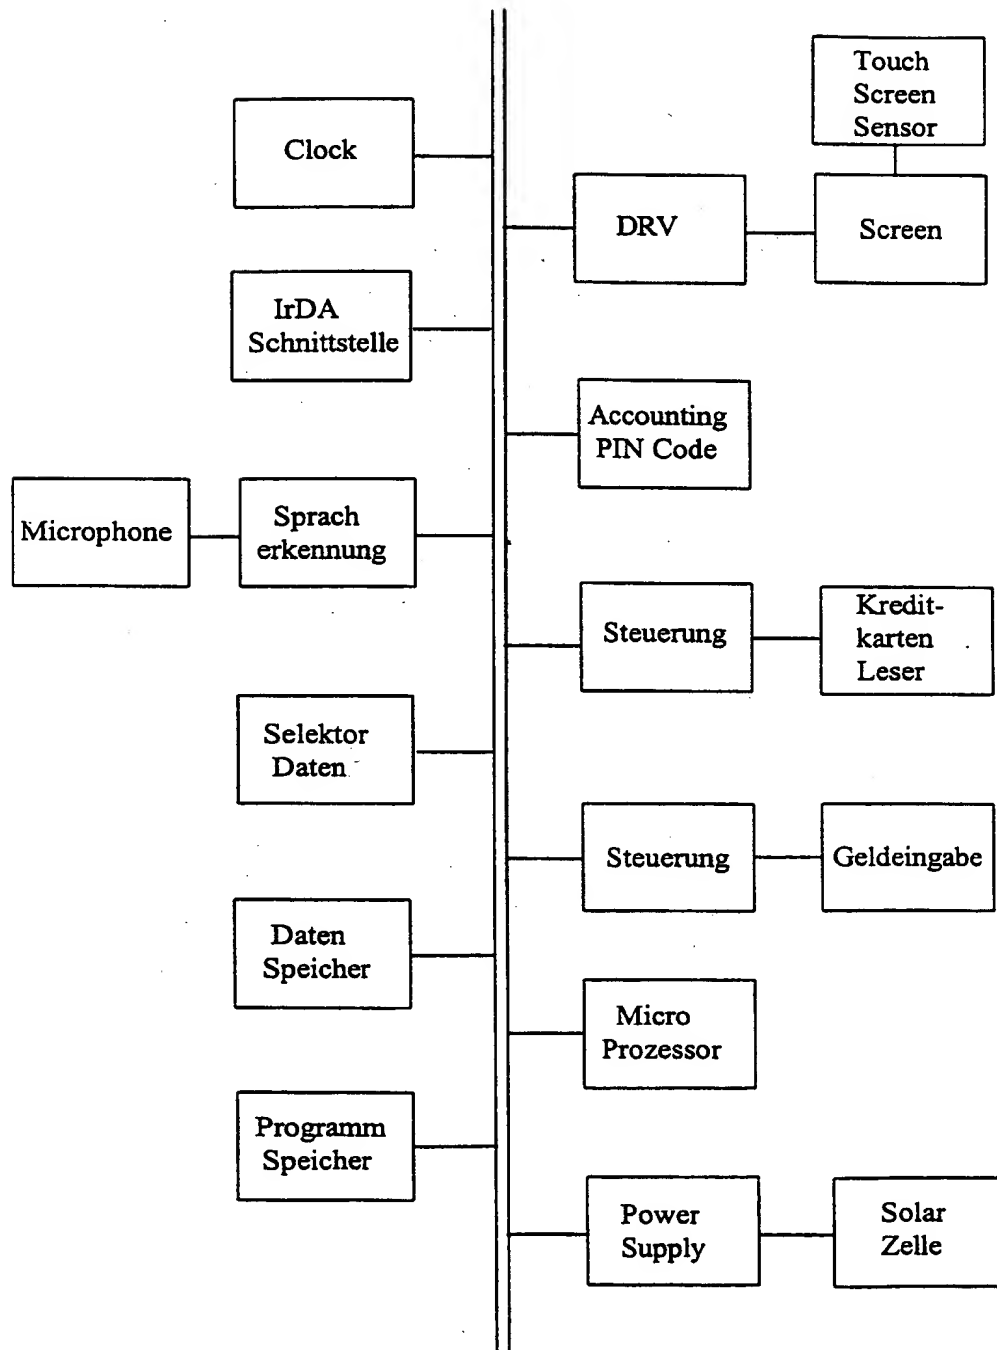 Touch
Screen
Sensor
Clock
DRV
Screen
IrDA
Schnittstelle
Accounting
PIN Code
Microphone
Sprach
erkennung
Steuerung
Kredit-
karten
Leser
Selektor
Daten
Steuerung
Geldeingabe
Daten
Speicher
Micro
Prozessor
Programm
Speicher
Power
Supply
Solar
Zelle